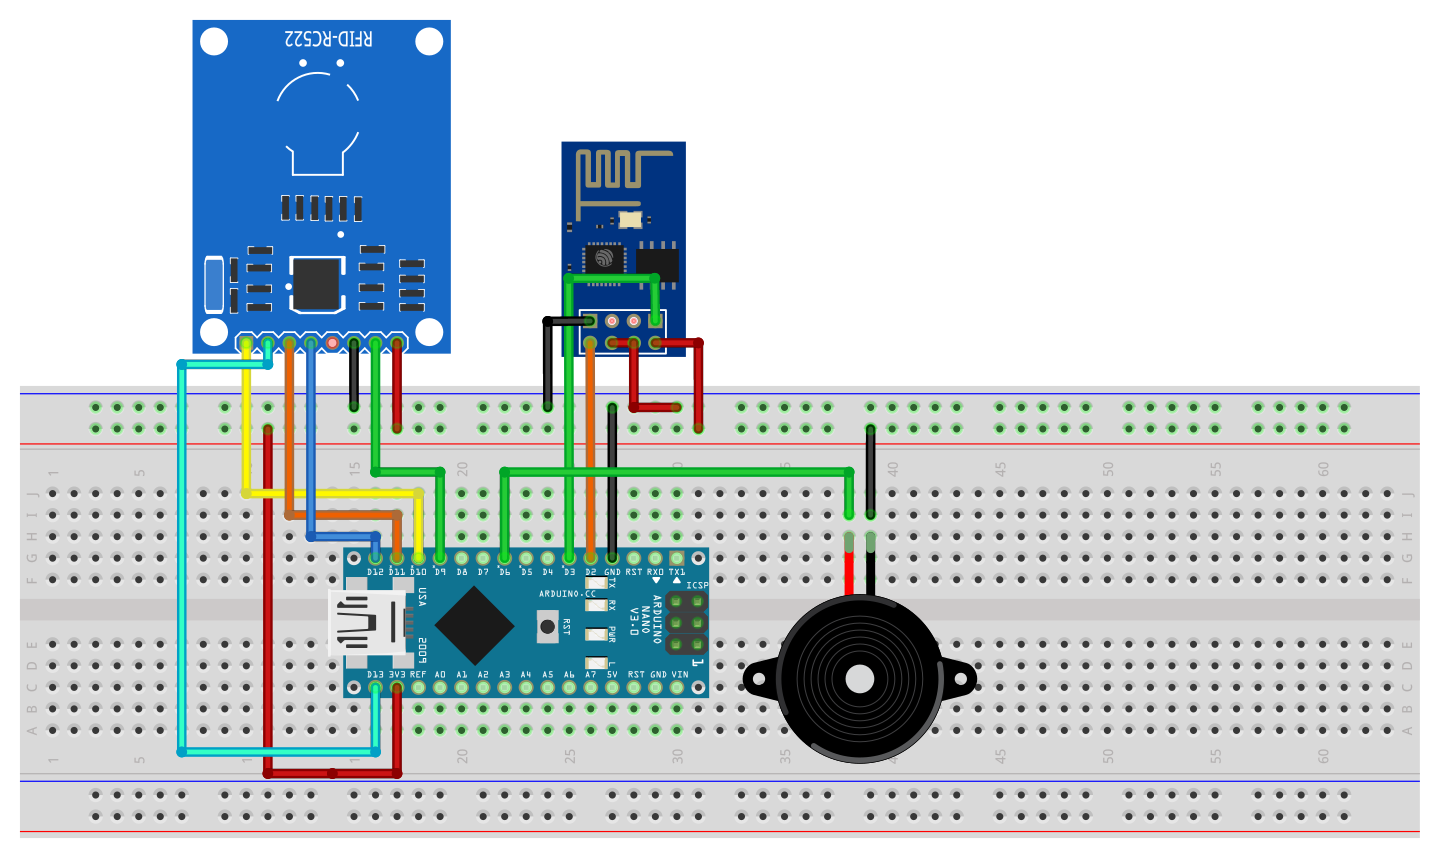 RFID-RC522
1 5 15 20 30 40 45 50 55 60
J J
I I
H H
G G
F F
D12 D11 D10 D9 D8 D7 D6 D5 D4 D3 D2 GND RST RX0 TX1
USA
2009
ARDUINO.CC
RST
TX
RX
PWR
L
ARDUINO
NANO
V3.0
ICSP
1
D13 3V3 REF A0 A1 A2 A3 A4 A5 A6 A7 5V RST GND VIN
E E
D D
C C
B B
A A
1 5 20 25 30 35 45 50 55 60